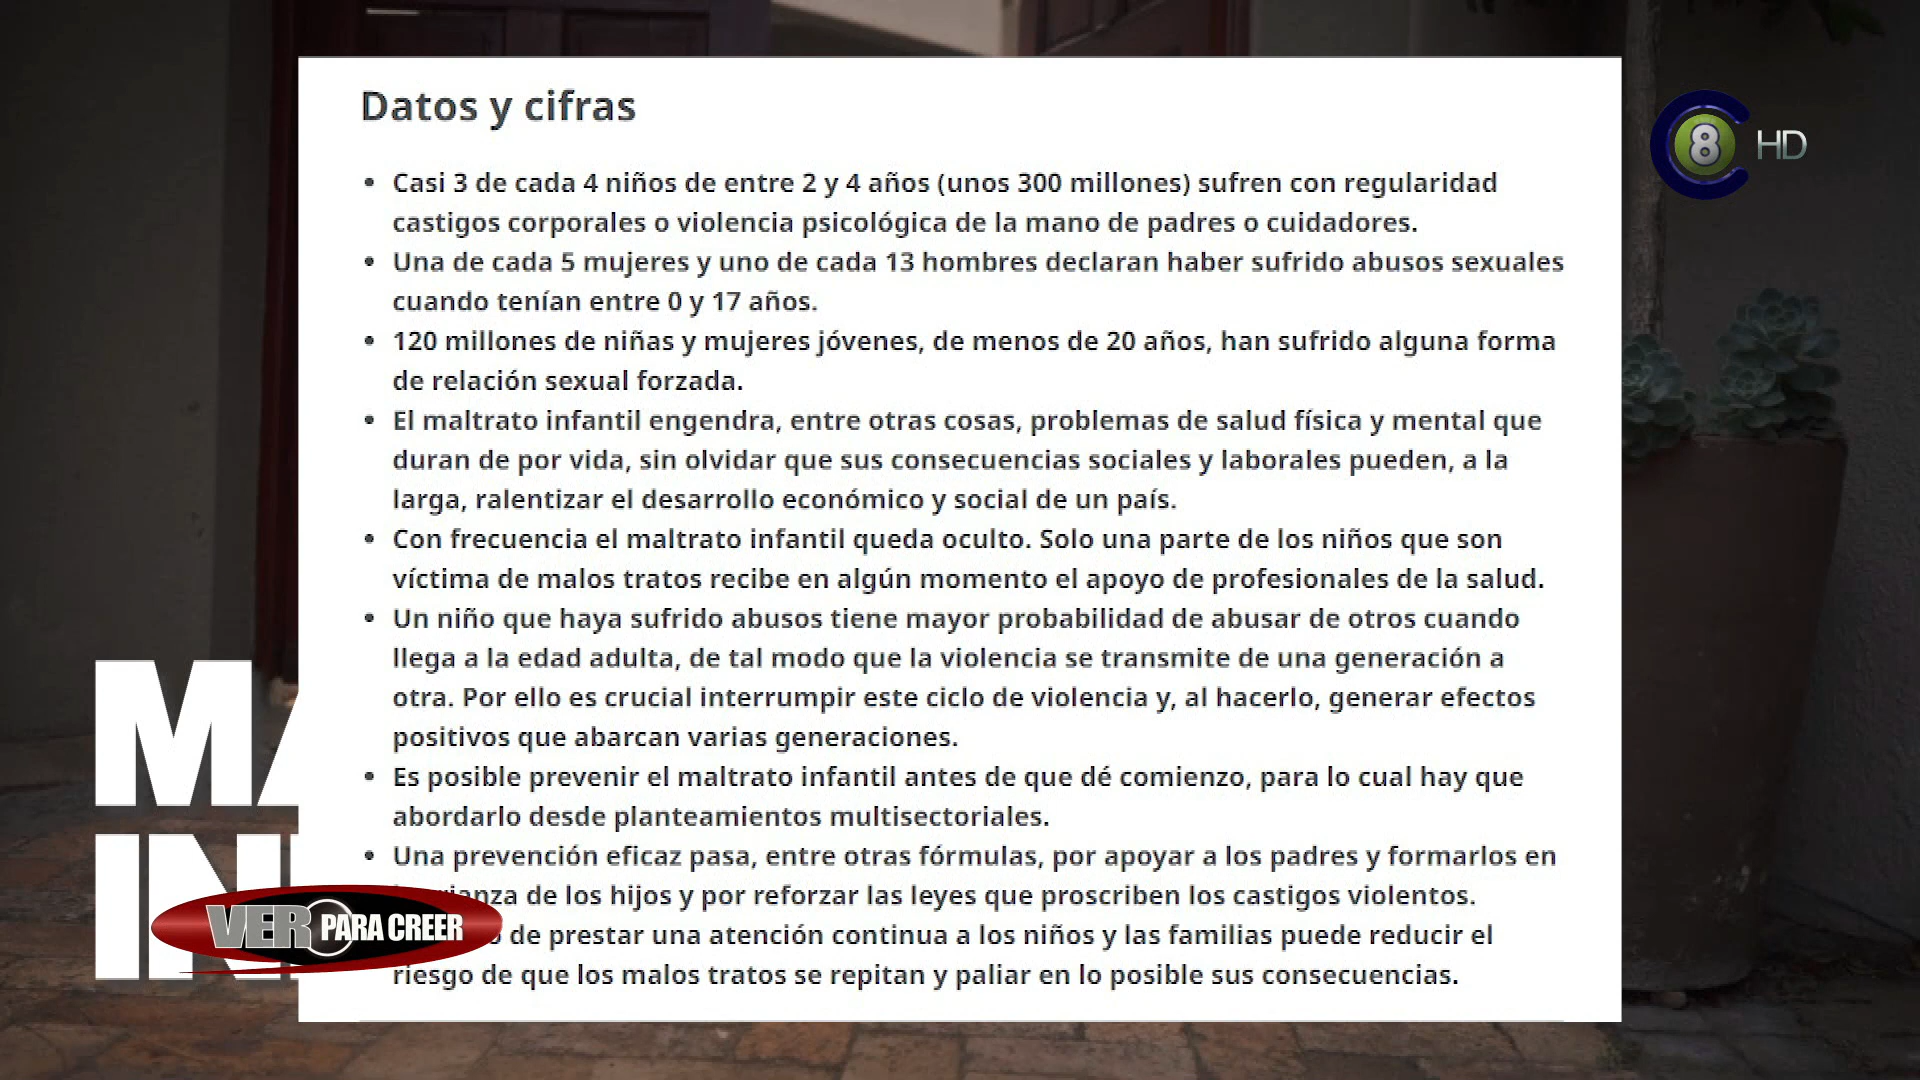 Datos y cifras
8 HD
• Casi 3 de cada 4 niños de entre 2 y 4 años (unos 300 millones) sufren con regularidad
castigos corporales o violencia psicológica de la mano de padres o cuidadores.
• Una de cada 5 mujeres y uno de cada 13 hombres declaran haber sufrido abusos sexuales
cuando tenían entre 0 y 17 años.
• 120 millones de niñas y mujeres jóvenes, de menos de 20 años, han sufrido alguna forma
de relación sexual forzada.
• El maltrato infantil engendra, entre otras cosas, problemas de salud física y mental que
duran de por vida, sin olvidar que sus consecuencias sociales y laborales pueden, a la
larga, ralentizar el desarrollo económico y social de un país.
• Con frecuencia el maltrato infantil queda oculto. Solo una parte de los niños que son
víctima de malos tratos recibe en algún momento el apoyo de profesionales de la salud.
• Un niño que haya sufrido abusos tiene mayor probabilidad de abusar de otros cuando
llega a la edad adulta, de tal modo que la violencia se transmite de una generación a
otra. Por ello es crucial interrumpir este ciclo de violencia y, al hacerlo, generar efectos
positivos que abarcan varias generaciones.
• Es posible prevenir el maltrato infantil antes de que dé comienzo, para lo cual hay que
abordarlo desde planteamientos multisectoriales.
• Una prevención eficaz pasa, entre otras fórmulas, por apoyar a los padres y formarlos en
de los hijos y por reforzar las leyes que proscriben los castigos violentos.
de prestar una atención continua a los niños y las familias puede reducir el
riesgo de que los malos tratos se repitan y paliar en lo posible sus consecuencias.
VER PARA CREER